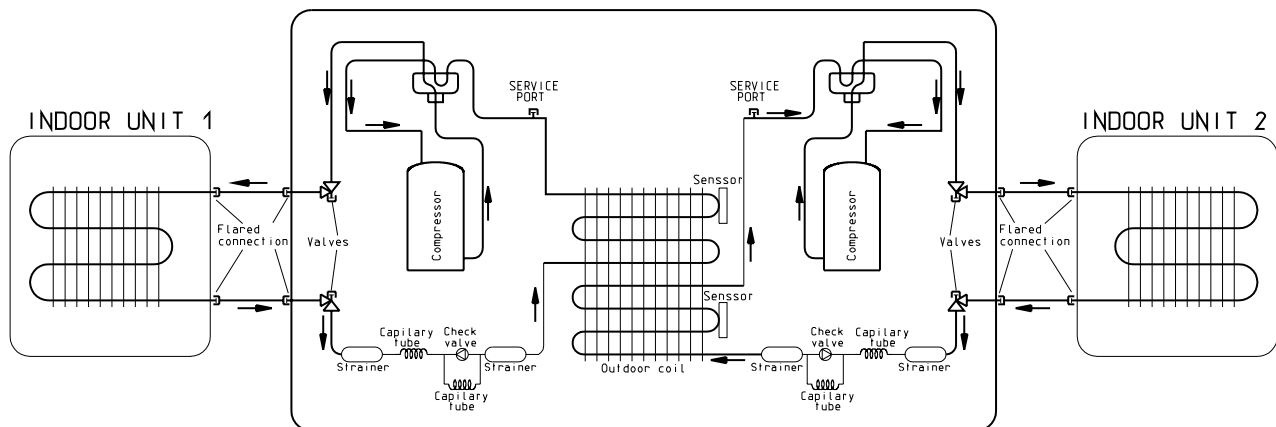 SERVICE
PORT
SERVICE
PORT
INDOOR UNIT 1
INDOOR UNIT 2
Senssor
Compressor
Compressor
Flared
connection
Valves
Valves
Flared
connection
Senssor
Capilary
tube
Check
valve
Check
valve
Capilary
tube
Strainer
Strainer
Outdoor coil
Strainer
Strainer
Capilary
tube
Capilary
tube